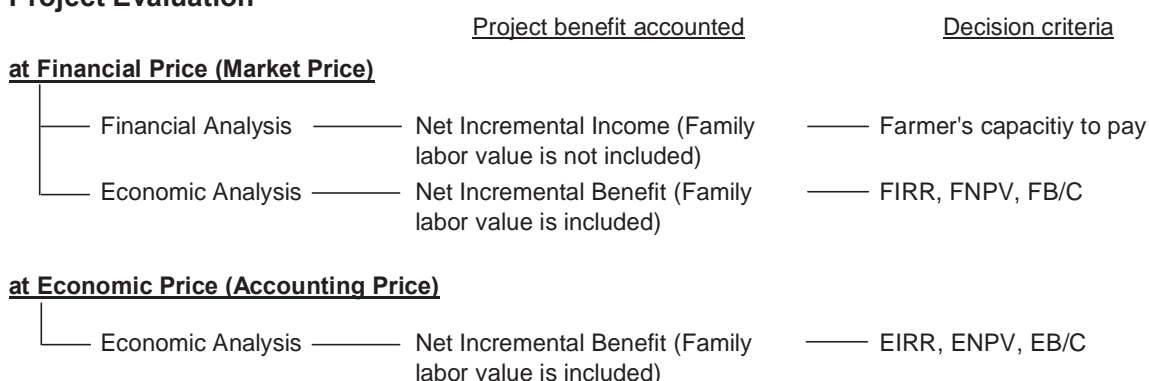 Project Evaluation
Project benefit accounted Decision criteria
at Financial Price (Market Price)
Financial Analysis Net Incremental Income (Family Farmer's capacitiy to pay
labor value is not included)
Economic Analysis Net Incremental Benefit (Family FIRR, FNPV, FB/C
labor value is included)
at Economic Price (Accounting Price)
Economic Analysis Net Incremental Benefit (Family EIRR, ENPV, EB/C
labor value is included)